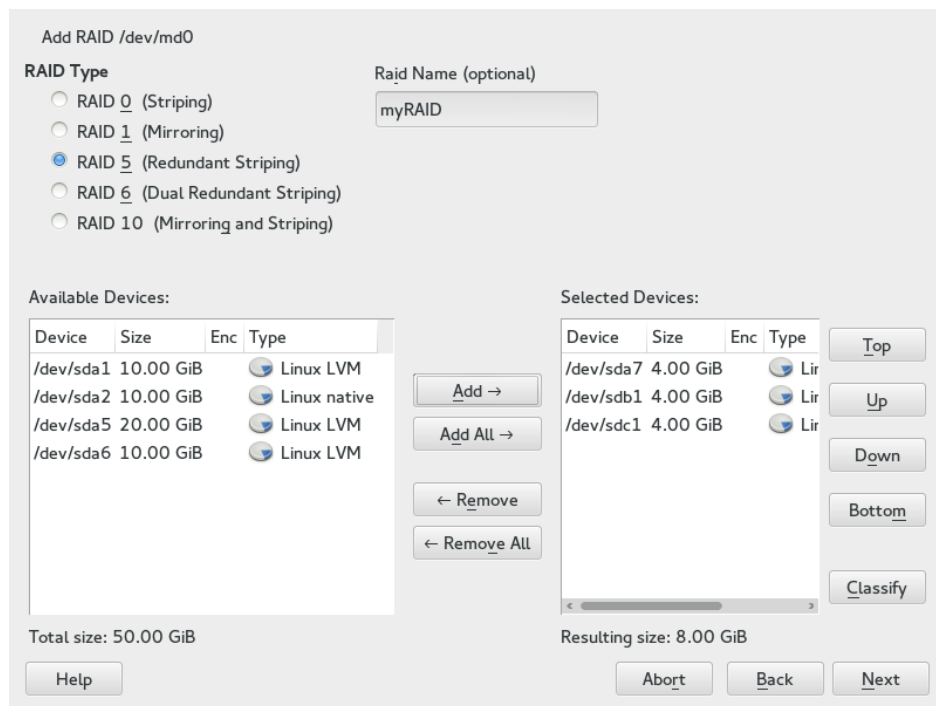 Add RAID /dev/md0
RAID Type
Raid Name (optional)
RAID 0 (Striping)
myRAID
RAID 1 (Mirroring)
RAID 5 (Redundant Striping)
RAID 6 (Dual Redundant Striping)
RAID 10 (Mirroring and Striping)
Available Devices:
Device Size Enc Type
/dev/sda1 10.00 GiB Linux LVM
/dev/sda2 10.00 GiB Linux native
/dev/sda5 20.00 GiB Linux LVM
/dev/sda6 10.00 GiB Linux LVM
Total size: 50.00 GiB
Add →
Add All →
← Remove
← Remove All
Selected Devices:
Device Size Enc Type
/dev/sda7 4.00 GiB Lir
/dev/sdb1 4.00 GiB Lir
/dev/sdc1 4.00 GiB Lir
Resulting size: 8.00 GiB
Top
Up
Down
Bottom
Classify
Help
Abort
Back
Next